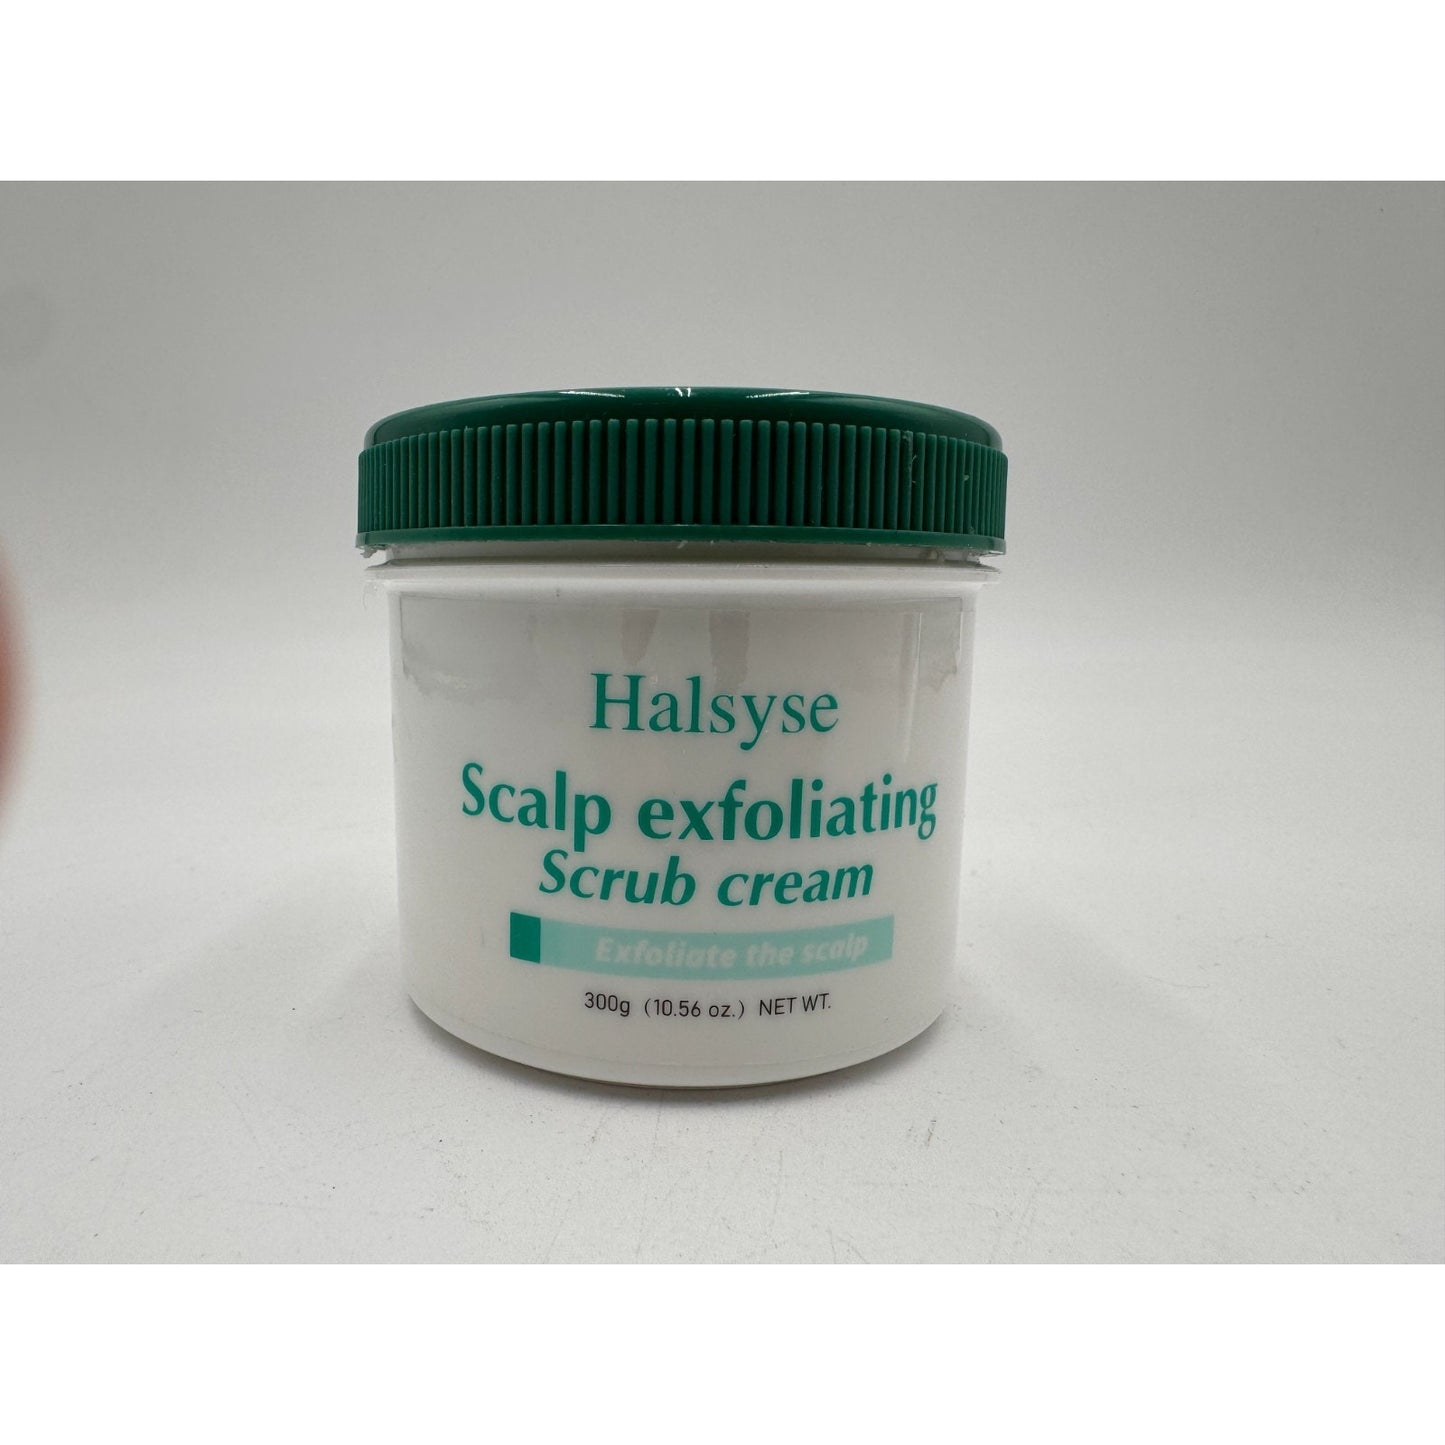 Halsyse
Scalp exfoliating
Scrub cream
Exfoliate the scalp
300g (10.56 oz.) NET WT.